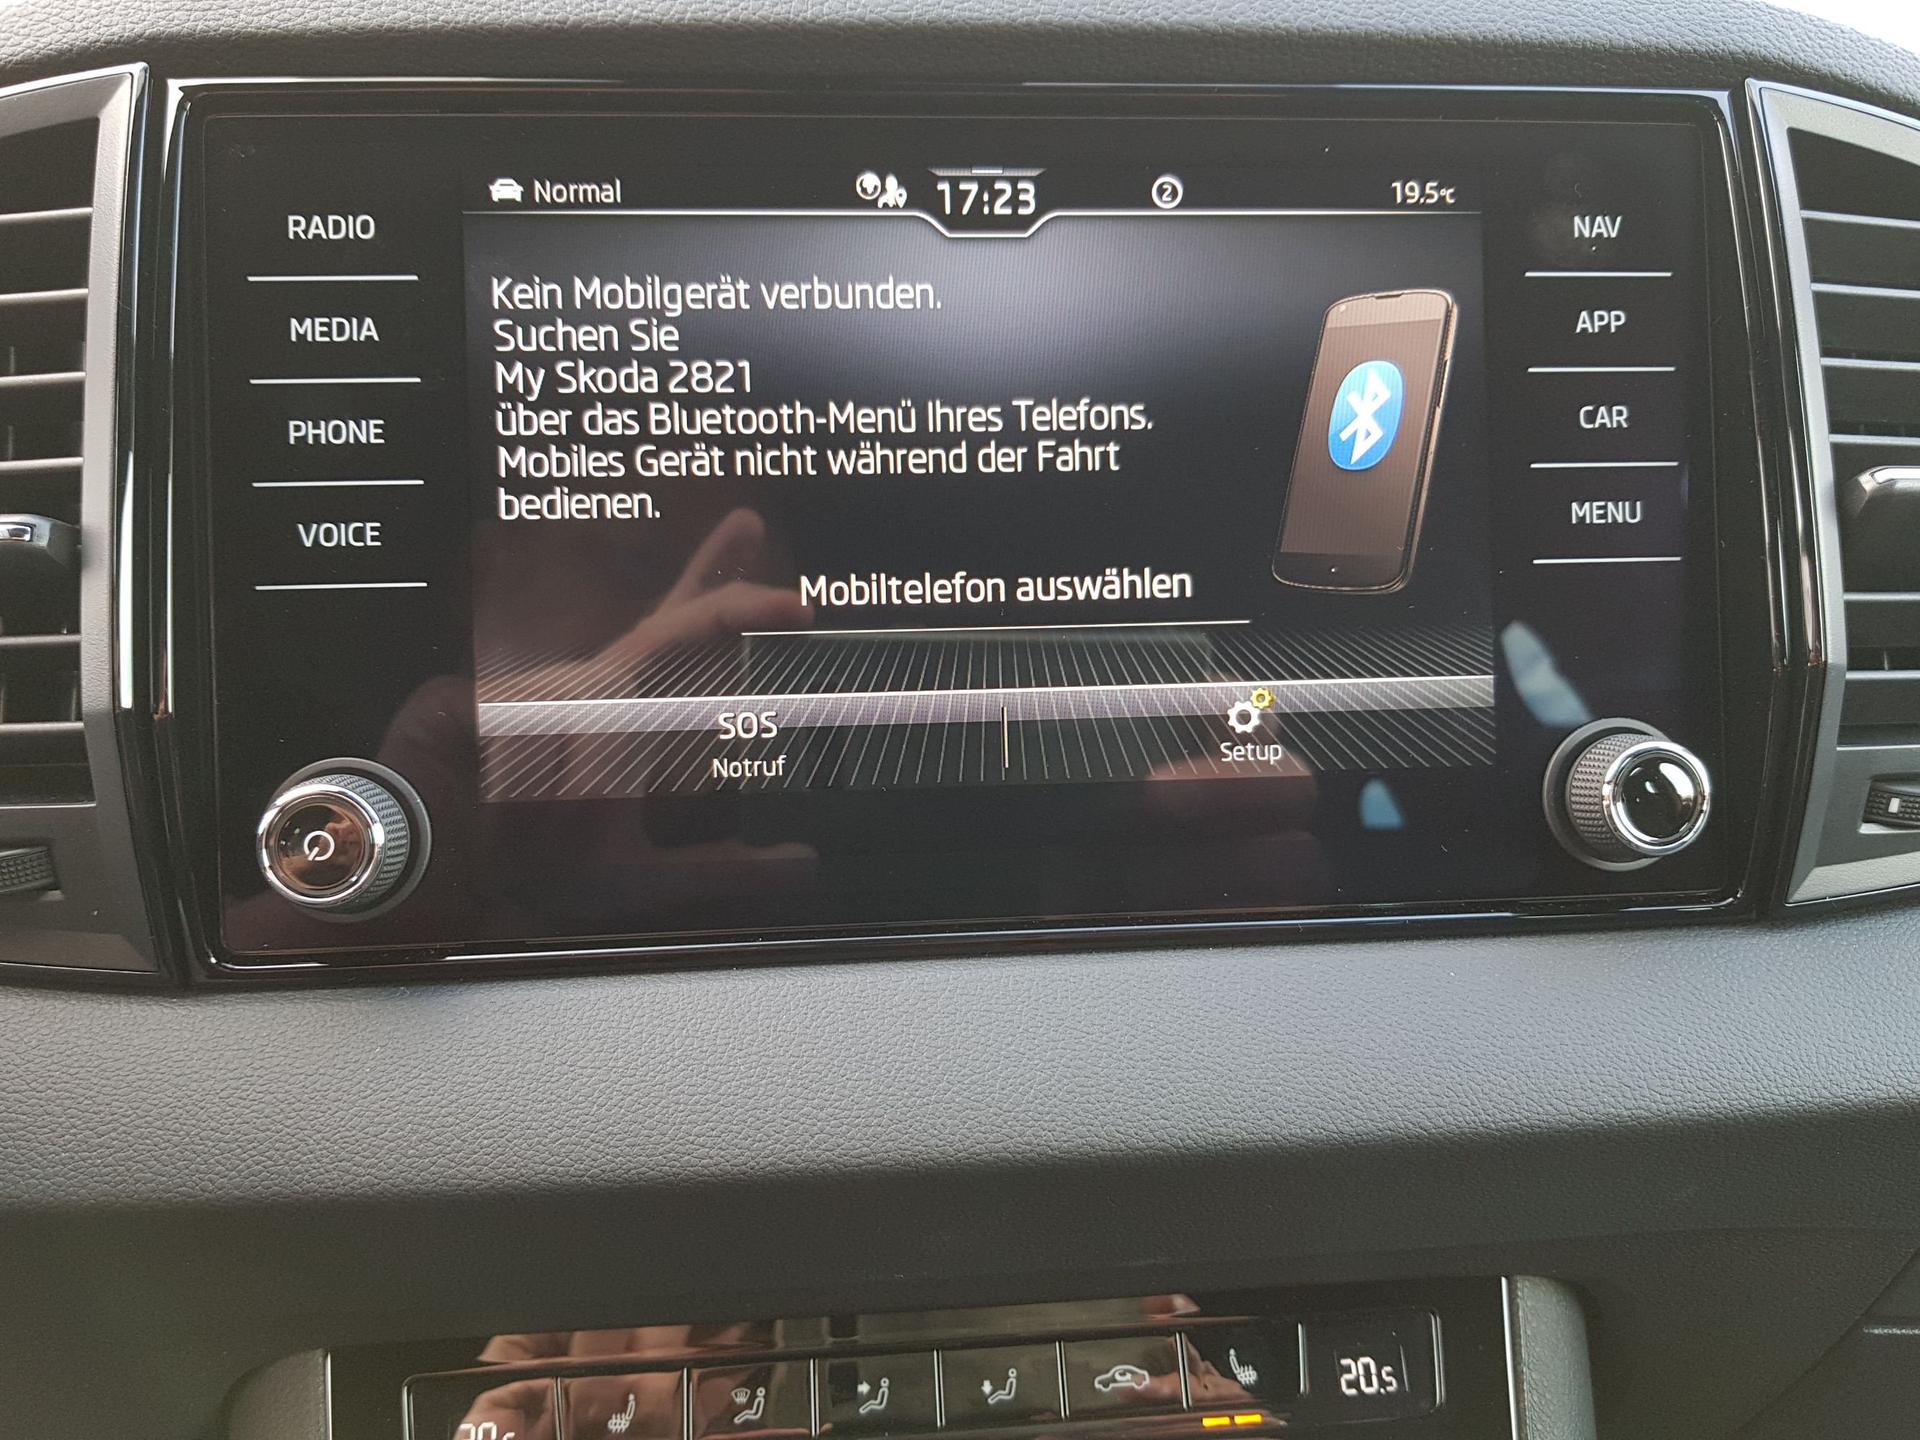 Normal
17:23
2
19.5°C
RADIO
MEDIA
PHONE
VOICE
Kein Mobilgerät verbunden.
Suchen Sie
My Skoda 2821
über das Bluetooth-Menü Ihres Telefons.
Mobiles Gerät nicht während der Fahrt
bedienen.
Mobiltelefon auswählen
SOS
Notruf
Setup
NAV
APP
CAR
MENU
20.5